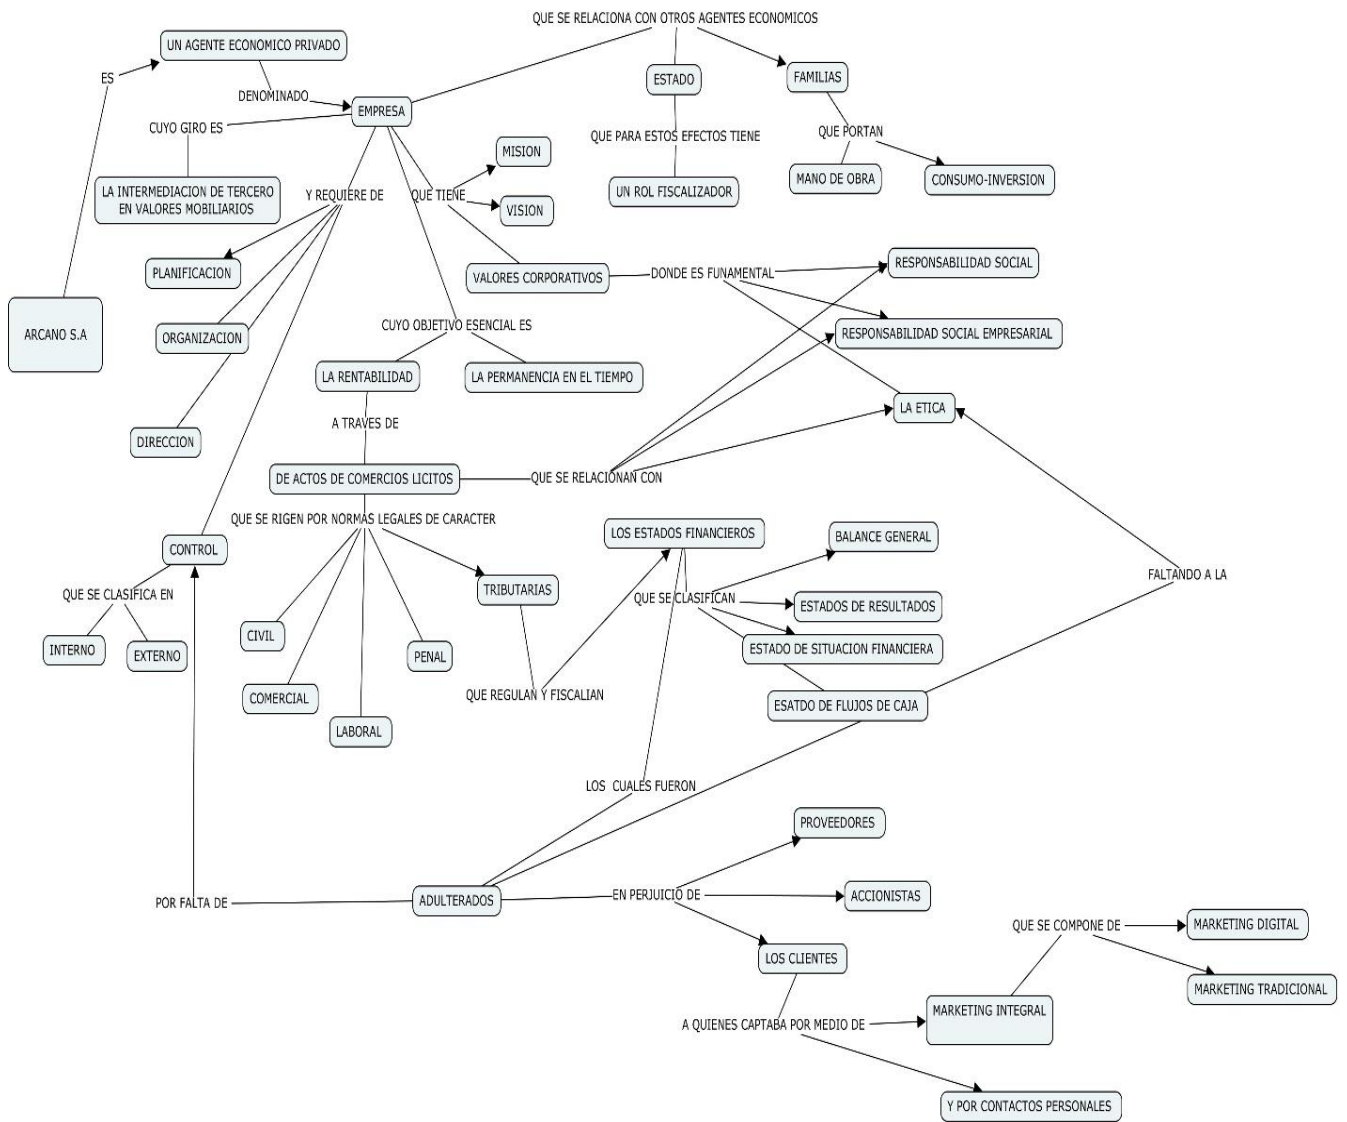 QUE SE RELACIONA CON OTROS AGENTES ECONOMICOS
UN AGENTE ECONOMICO PRIVADO
ES
ESTADO
FAMILIAS
DENOMINADO
EMPRESA
CUYO GIRO ES
QUE PARA ESTOS EFECTOS TIENE
QUE PORTAN
MISION
LA INTERMEDIACION DE TERCERO
EN VALORES MOBILIARIOS
Y REQUIERE DE
QUE TIENE
UN ROL FISCALIZADOR
MANO DE OBRA
CONSUMO-INVERSION
VISION
PLANIFICACION
VALORES CORPORATIVOS
DONDE ES FUNAMENTAL
RESPONSABILIDAD SOCIAL
ARCANO S.A
ORGANIZACION
CUYO OBJETIVO ESENCIAL ES
RESPONSABILIDAD SOCIAL EMPRESARIAL
LA RENTABILIDAD
LA PERMANENCIA EN EL TIEMPO
LA ETICA
A TRAVES DE
DIRECCION
DE ACTOS DE COMERCIOS LICITOS
QUE SE RELACIONAN CON
QUE SE RIGEN POR NORMAS LEGALES DE CARACTER
LOS ESTADOS FINANCIEROS
BALANCE GENERAL
CONTROL
FALTANDO A LA
TRIBUTARIAS
QUE SE CLASIFICA EN
QUE SE CLASIFICAN
ESTADOS DE RESULTADOS
CIVIL
INTERNO
EXTERNO
PENAL
ESTADO DE SITUACION FINANCIERA
COMERCIAL
QUE REGULAN Y FISCALIAN
ESATDO DE FLUJOS DE CAJA
LABORAL
LOS CUALES FUERON
PROVEEDORES
POR FALTA DE
ADULTERADOS
EN PERJUICIO DE
ACCIONISTAS
QUE SE COMPONE DE
MARKETING DIGITAL
LOS CLIENTES
MARKETING TRADICIONAL
A QUIENES CAPTABA POR MEDIO DE
MARKETING INTEGRAL
Y POR CONTACTOS PERSONALES